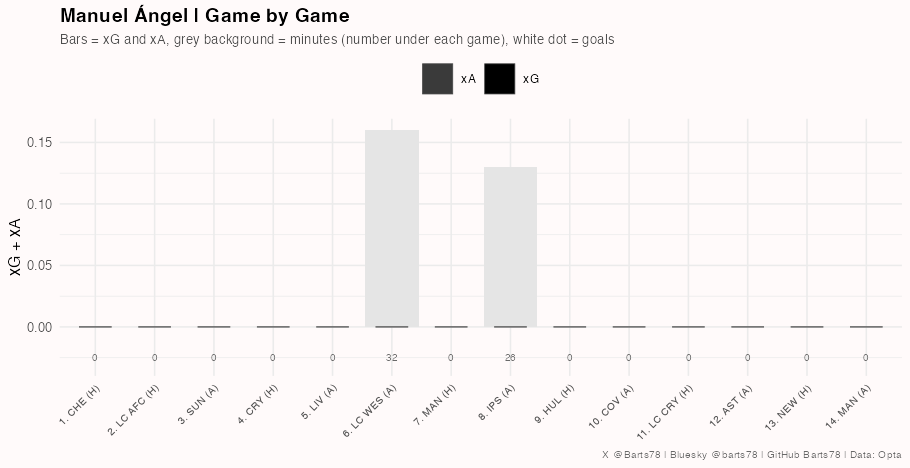 Manuel Ángel | Game by Game
Bars = xG and xA, grey background = minutes (number under each game), white dot = goals
xA xG
xG + xA
0.15
0.10
0.05
0.00
0 0 0 0 0 32 0 26 0 0 0 0 0 0
1. CHE (H)
2. LC AFC (H)
3. SUN (A)
4. CRY (H)
5. LIV (A)
6. LC WES (A)
7. MAN (H)
8. IPS (A)
9. HUL (H)
10. COV (A)
11. LC CRY (H)
12. AST (A)
13. NEW (H)
14. MAN (A)
X @Barts78 | Bluesky @barts78 | GitHub Barts78 | Data: Opta